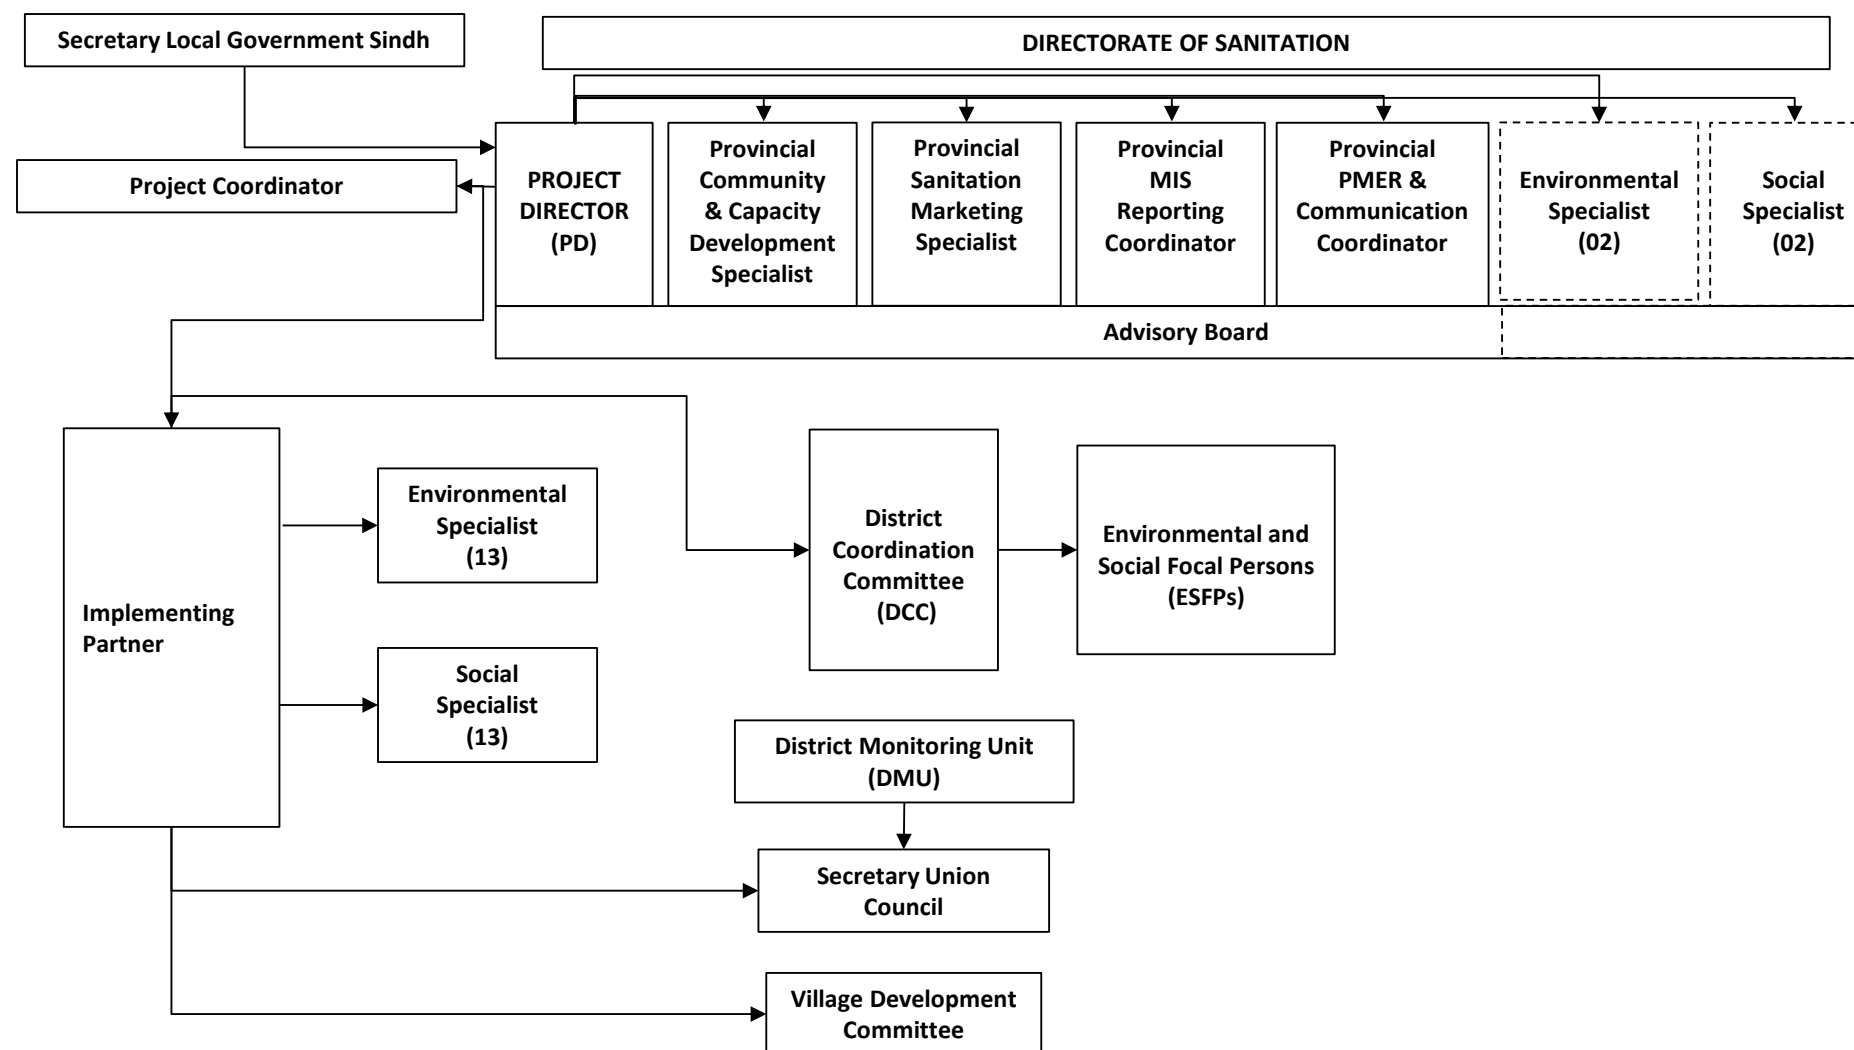 Secretary Local Government Sindh
DIRECTORATE OF SANITATION
Project Coordinator
PROJECT
DIRECTOR
(PD)
Provincial
Community
& Capacity
Development
Specialist
Provincial
Sanitation
Marketing
Specialist
Provincial
MIS
Reporting
Coordinator
Provincial
PMER &
Communication
Coordinator
Environmental
Specialist
(02)
Social
Specialist
(02)
Advisory Board
Implementing
Partner
Environmental
Specialist
(13)
Social
Specialist
(13)
District
Coordination
Committee
(DCC)
Environmental and
Social Focal Persons
(ESFPs)
District Monitoring Unit
(DMU)
Secretary Union
Council
Village Development
Committee